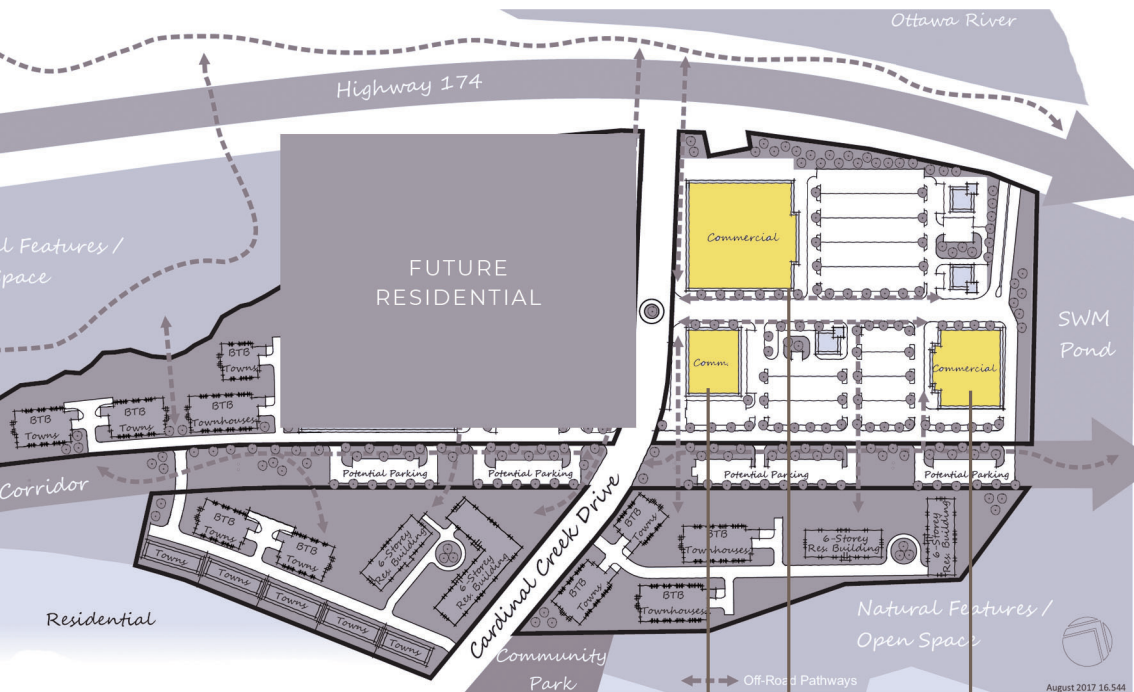 Ottawa River
Highway 174
l Features /
pace
FUTURE
RESIDENTIAL
Commercial
Comm.
Commercial
SWM
Pond
BTB
Towns
BTB
Towns
BTB
Towns
BTB
Townhouses
Potential Parking
Potential Parking
Potential Parking
Potential Parking
Corridor
BTB
Towns
BTB
Towns
6-Storey
Res. Building
6-Storey
Res. Building
Towns
Towns
Towns
Towns
Towns
Residential
Cardinal Creek Drive
BTB
Towns
BTB
Towns
BTB
Townhouses
BTB
Townhouses
6-Storey
Res. Building
6-Storey
Res. Building
Natural Features /
Open Space
Community
Park
Off-Road Pathways
August 2017 16.544